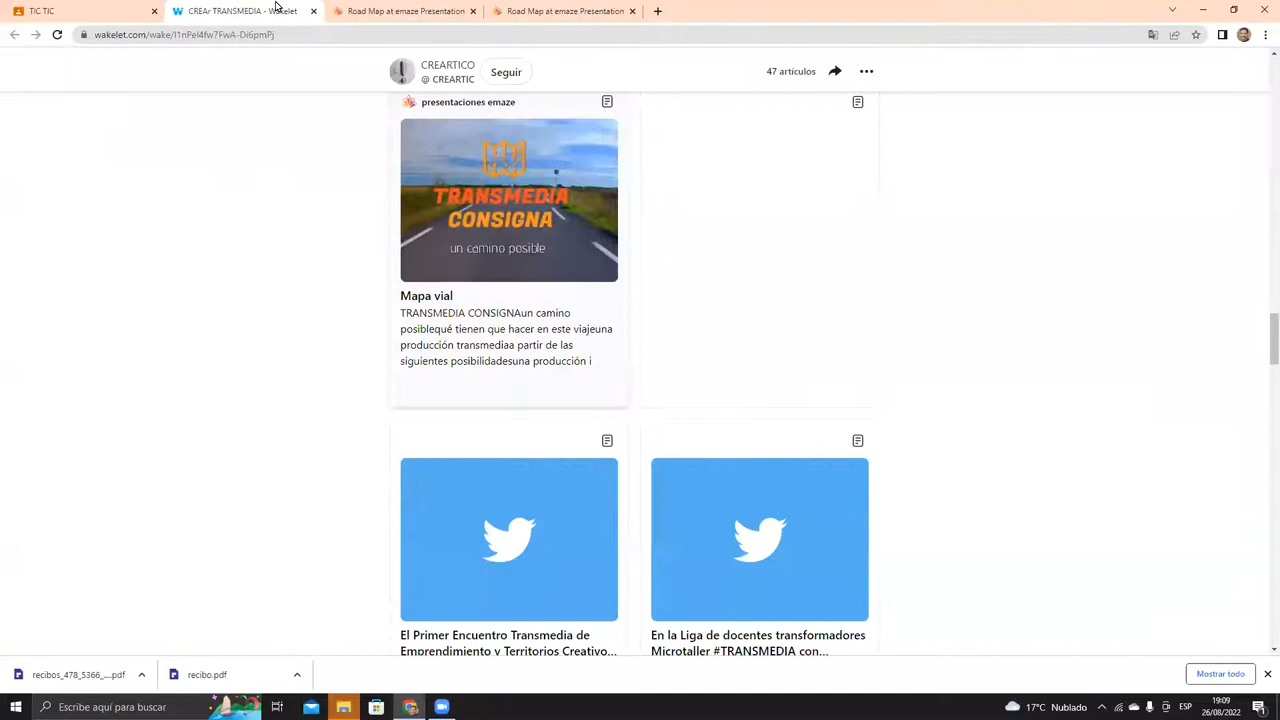 TIC TIC
CREAr TRANSMEDIA - Wakelet
Road Map at emaze Presentation
Road Map at emaze Presentation
wakelet.com/wake/I1nPel4fw7FwA-Di6pmPj
CREARTICO
@ CREARTIC
Seguir
47 artículos
presentaciones emaze
TRANSMEDIA
CONSIGNA
un camino posible
Mapa vial
TRANSMEDIA CONSIGNAun camino
posiblequé tienen que hacer en este viajeuna
producción transmediaa partir de las
siguientes posibilidadesuna producción i
El Primer Encuentro Transmedia de
Emprendimiento y Territorios Creativo...
En la Liga de docentes transformadores
Microtaller #TRANSMEDIA con...
recibos_478_5366_....pdf
recibo.pdf
Mostrar todo
Escribe aquí para buscar
17°C Nublado
ESP
19:09
26/08/2022